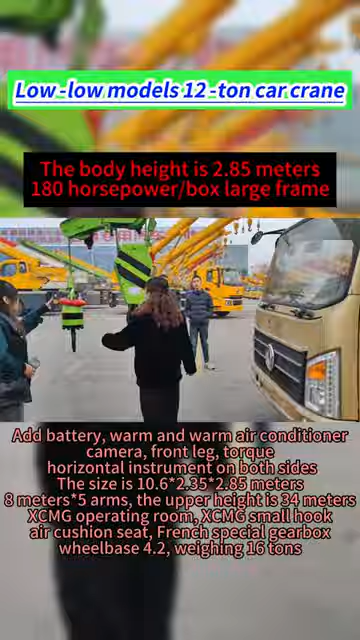 Low-low models 12-ton car crane
The body height is 2.85 meters
180 horsepower/box large frame
Add battery, warm and warm air conditioner
camera, front leg, torque
horizontal instrument on both sides
The size is 10.6*2.35*2.85 meters
8 meters*5 arms, the upper height is 34 meters
XCMG operating room, XCMG small hook
air cushion seat, French special gearbox
wheelbase 4.2, weighing 16 tons